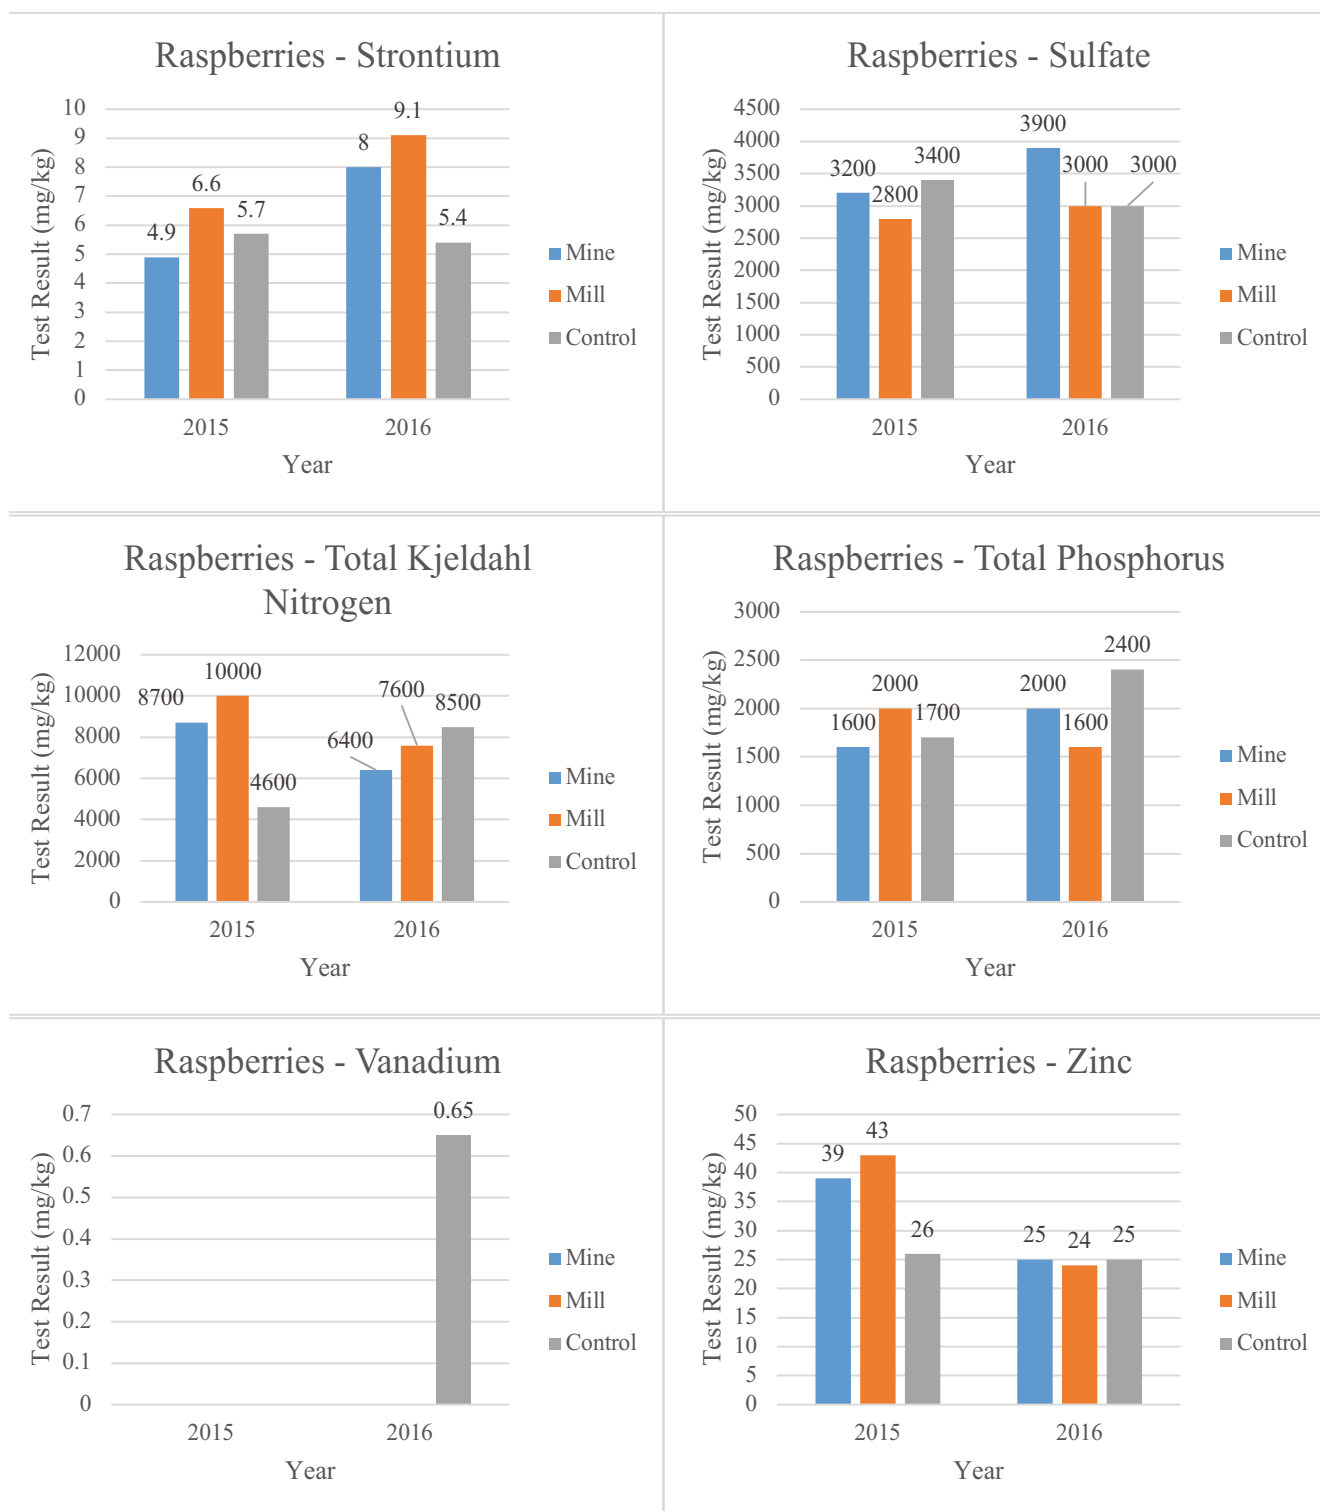 Raspberries - Strontium
10
9
8
7
6
5
4
3
2
1
0
4.9
6.6
5.7
8
9.1
5.4
2015
2016
Year
Test Result (mg/kg)
Mine
Mill
Control
Raspberries - Sulfate
4500
4000
3500
3000
2500
2000
1500
1000
500
0
3200
2800
3400
3900
3000
3000
2015
2016
Year
Test Result (mg/kg)
Mine
Mill
Control
Raspberries - Total Kjeldahl
Nitrogen
12000
10000
8000
6000
4000
2000
0
8700
10000
4600
6400
7600
8500
2015
2016
Year
Test Result (mg/kg)
Mine
Mill
Control
Raspberries - Total Phosphorus
3000
2500
2000
1500
1000
500
0
1600
2000
1700
2000
1600
2400
2015
2016
Year
Test Result (mg/kg)
Mine
Mill
Control
Raspberries - Vanadium
0.7
0.6
0.5
0.4
0.3
0.2
0.1
0
0.65
2015
2016
Year
Test Result (mg/kg)
Mine
Mill
Control
Raspberries - Zinc
50
45
40
35
30
25
20
15
10
5
0
39
43
26
25
24
25
2015
2016
Year
Test Result (mg/kg)
Mine
Mill
Control